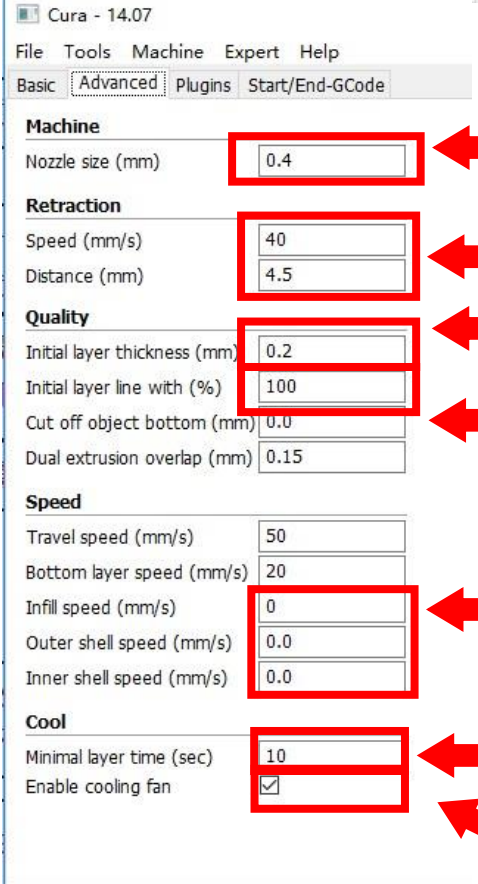 Cura - 14.07
File Tools Machine Expert Help
Basic Advanced Plugins Start/End-GCode
Machine
Nozzle size (mm) 0.4
Retraction
Speed (mm/s) 40
Distance (mm) 4.5
Quality
Initial layer thickness (mm) 0.2
Initial layer line with (%) 100
Cut off object bottom (mm) 0.0
Dual extrusion overlap (mm) 0.15
Speed
Travel speed (mm/s) 50
Bottom layer speed (mm/s) 20
Infill speed (mm/s) 0
Outer shell speed (mm/s) 0.0
Inner shell speed (mm/s) 0.0
Cool
Minimal layer time (sec) 10
Enable cooling fan